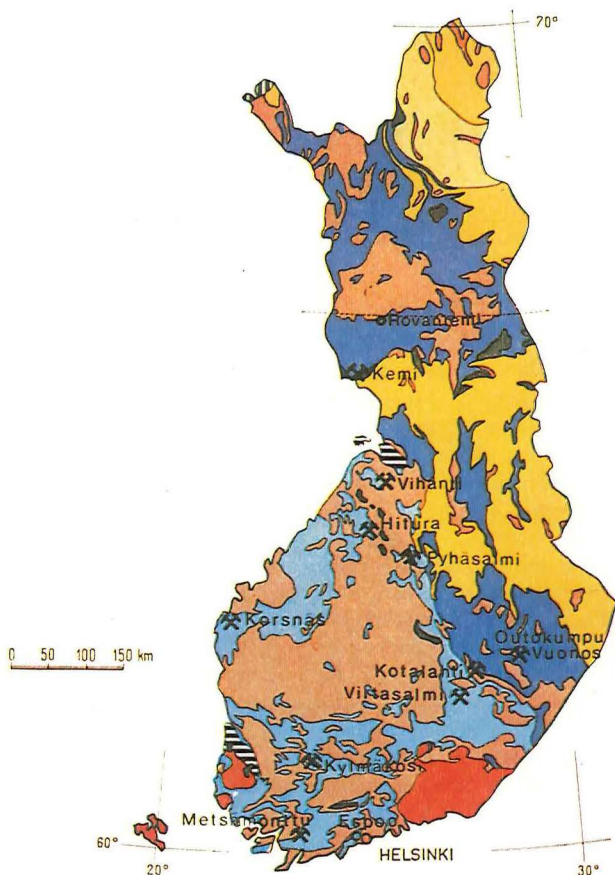 70°
Rovaniemi
Kemi
Vihanti
Hitura
Pyhäsalmi
Korsnäs
0 50 100 150 km
Outokumpu
Vuonos
Kotalahti
Virtasalmi
Kylmäkoski
Metsämonttu
Espoo
60°
HELSINKI
20°
30°